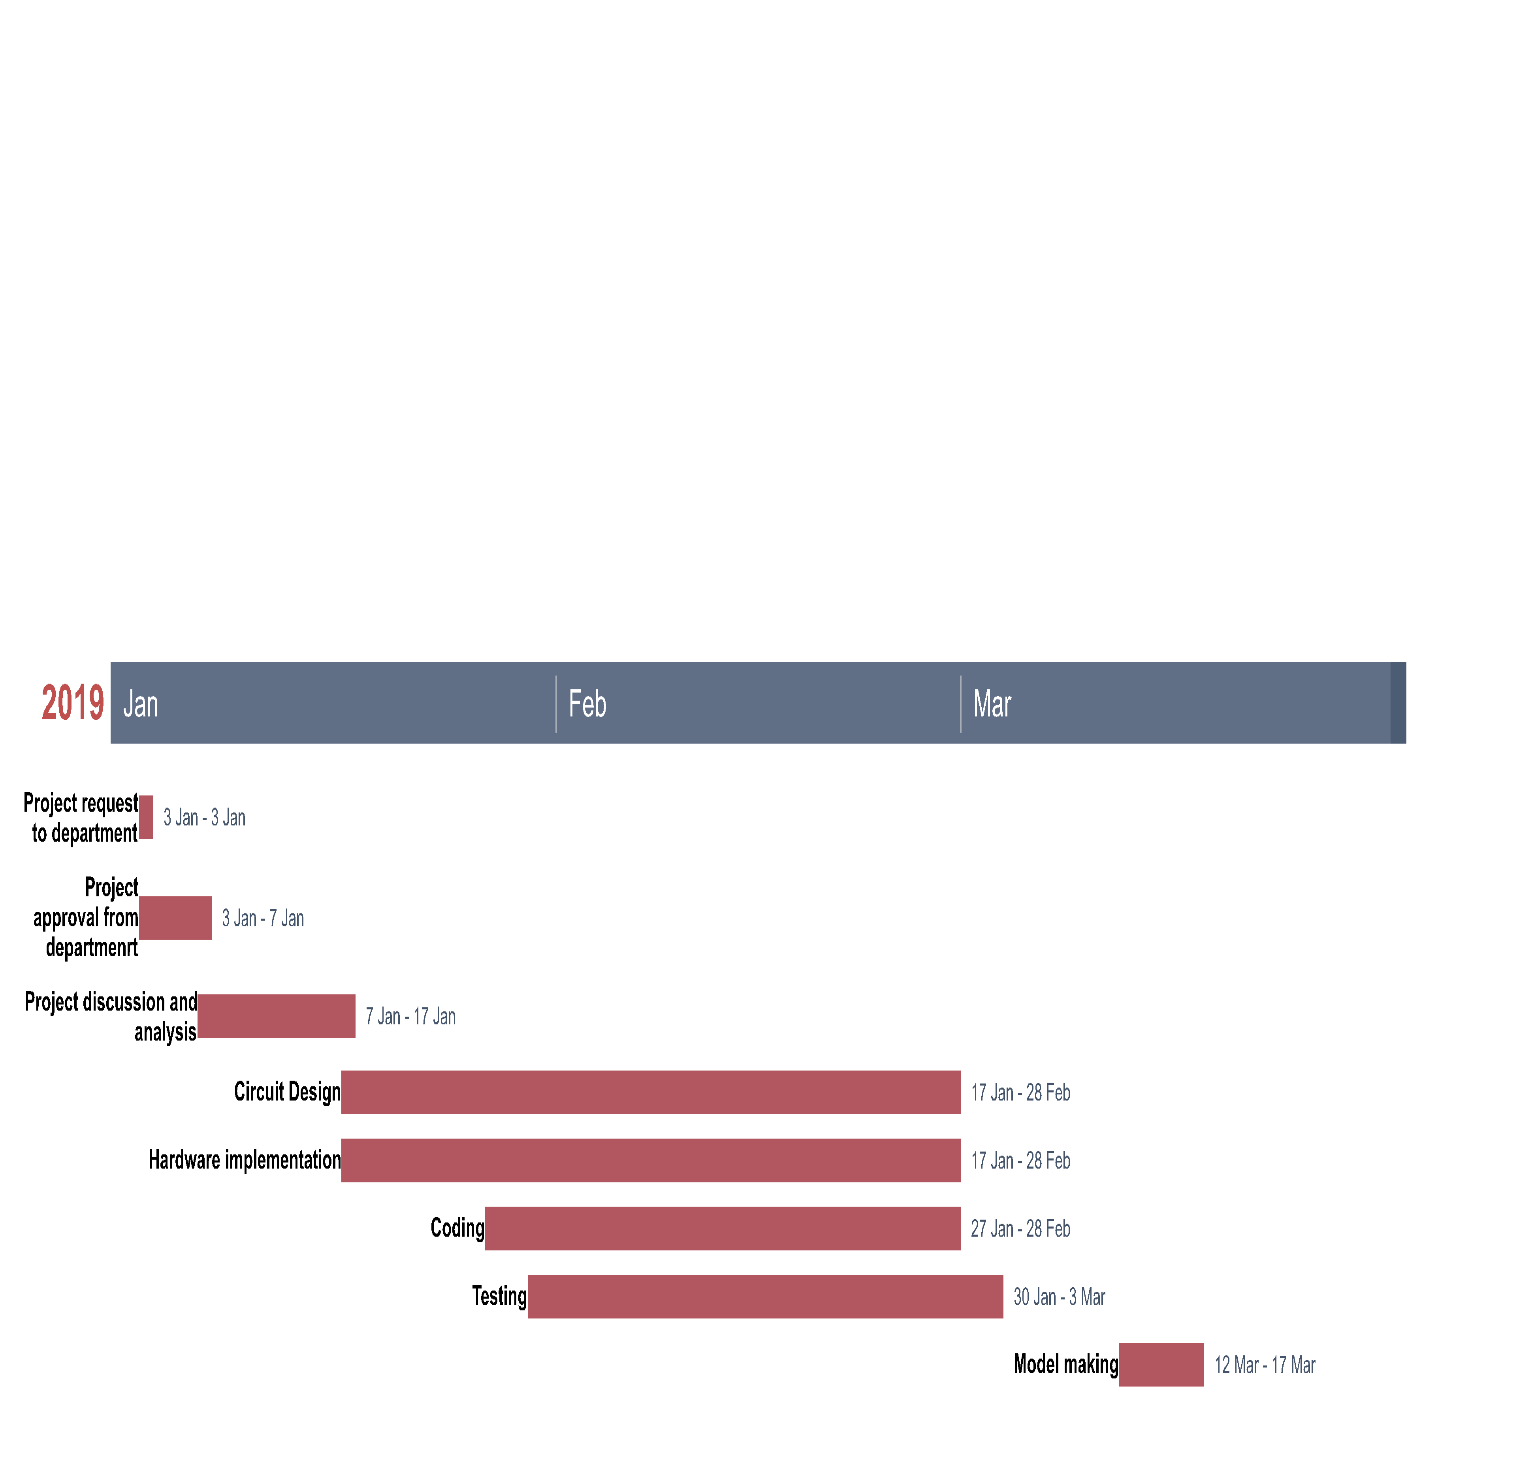 2019 Jan Feb Mar
Project request
to department
3 Jan - 3 Jan
Project
approval from
departmenrt
3 Jan - 7 Jan
Project discussion and
analysis
7 Jan - 17 Jan
Circuit Design 17 Jan - 28 Feb
Hardware implementation 17 Jan - 28 Feb
Coding 27 Jan - 28 Feb
Testing 30 Jan - 3 Mar
Model making 12 Mar - 17 Mar